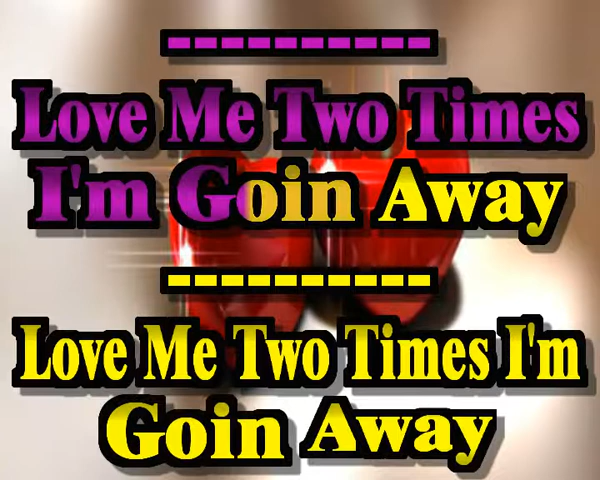 ----------
Love Me Two Times
I'm Goin Away
----------
Love Me Two Times I'm
Goin Away